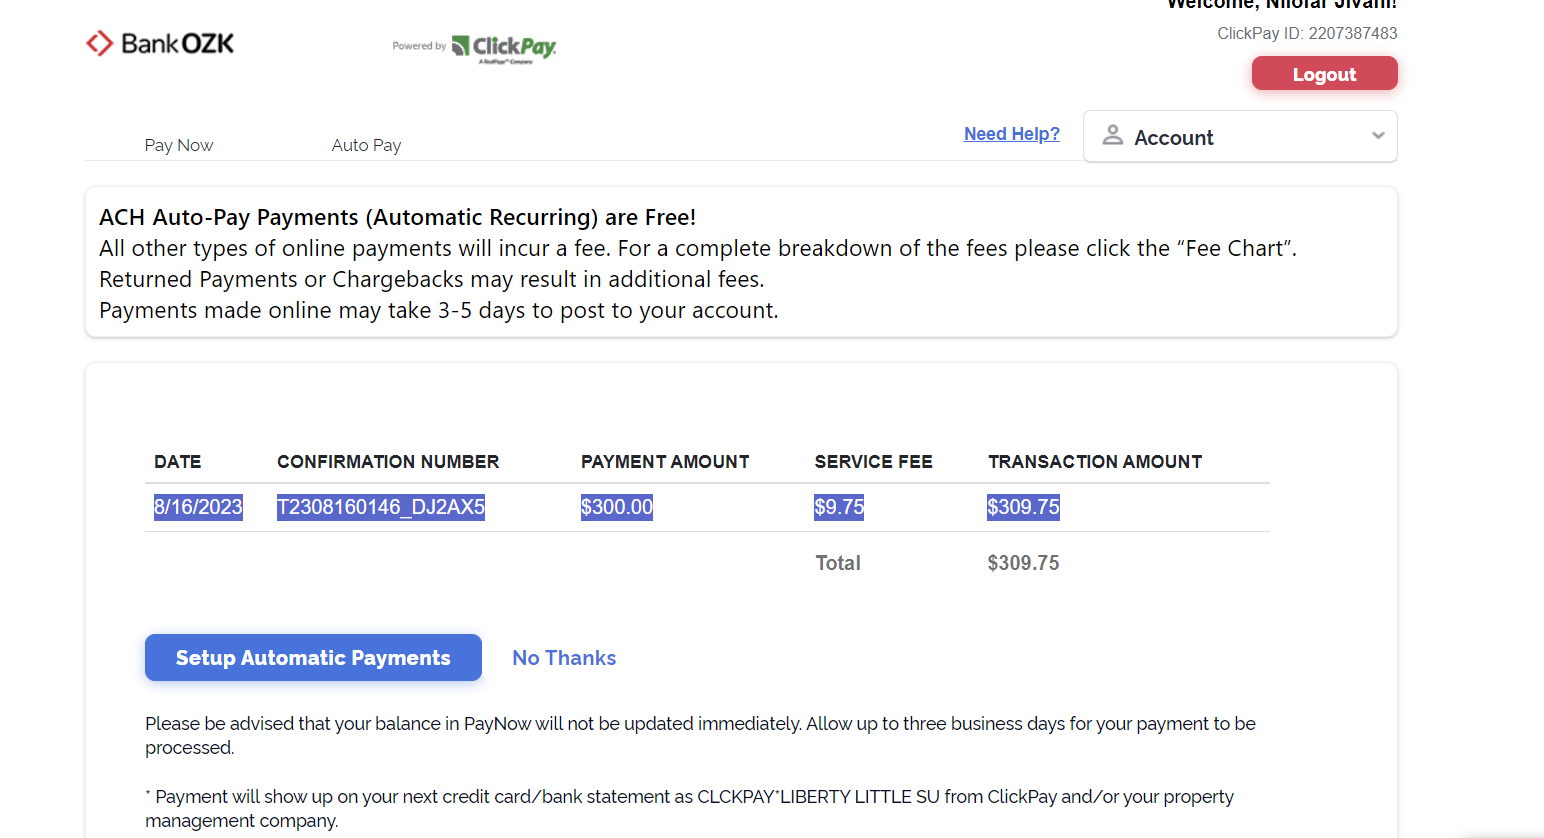 Welcome, Nilofar Jivani!
BankOZK
Powered by ClickPay
A RealPage™ Company
ClickPay ID: 2207387483
Logout
Pay Now
Auto Pay
Need Help?
Account
ACH Auto-Pay Payments (Automatic Recurring) are Free!
All other types of online payments will incur a fee. For a complete breakdown of the fees please click the “Fee Chart”.
Returned Payments or Chargebacks may result in additional fees.
Payments made online may take 3-5 days to post to your account.
DATE CONFIRMATION NUMBER PAYMENT AMOUNT SERVICE FEE TRANSACTION AMOUNT
8/16/2023 T2308160146_DJ2AX5 $300.00 $9.75 $309.75
Total $309.75
Setup Automatic Payments
No Thanks
Please be advised that your balance in PayNow will not be updated immediately. Allow up to three business days for your payment to be
processed.
* Payment will show up on your next credit card/bank statement as CLCKPAY*LIBERTY LITTLE SU from ClickPay and/or your property
management company.